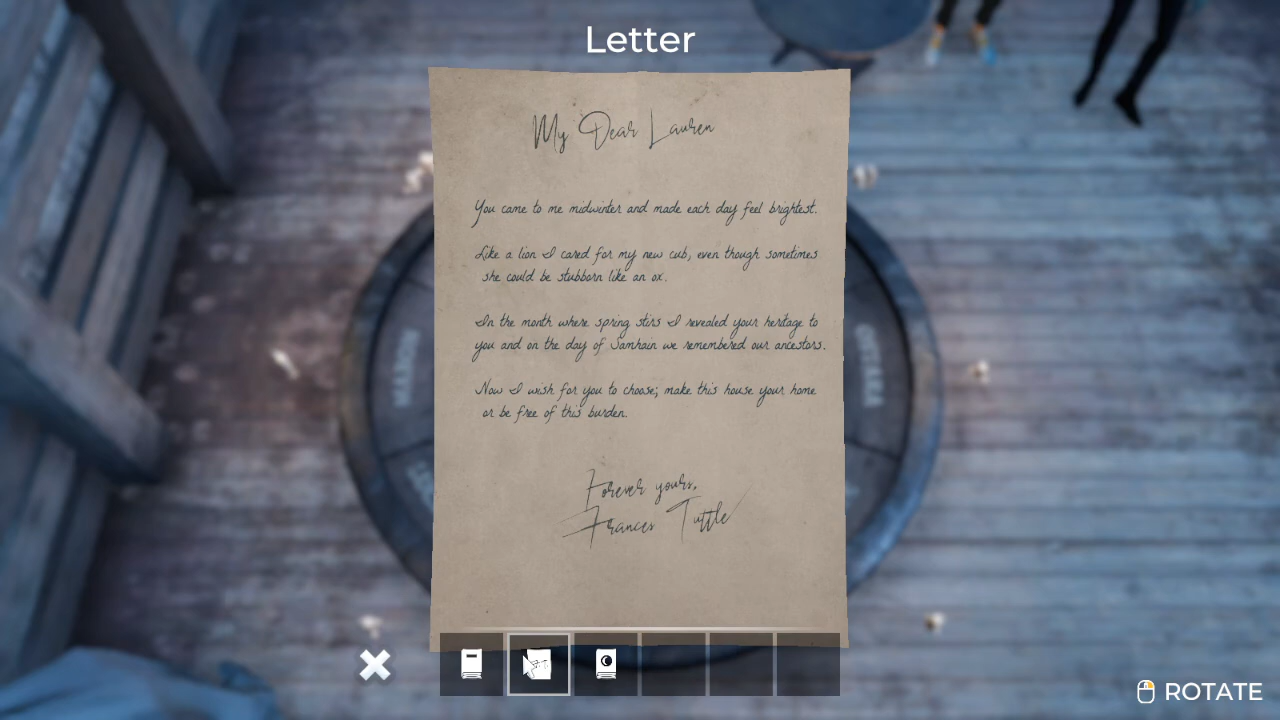 Letter
My Dear Lauren
You came to me midwinter and made each day feel brightest.
Like a lion I cared for my new cub, even though sometimes
she could be stubborn like an ox.
In the month where spring stirs I revealed your heritage to
you and on the day of Samhain we remembered our ancestors.
Now I wish for you to choose; make this house your home
or be free of this burden.
Forever yours,
Frances Tuttle
MARCH
OCTOBER
ROTATE